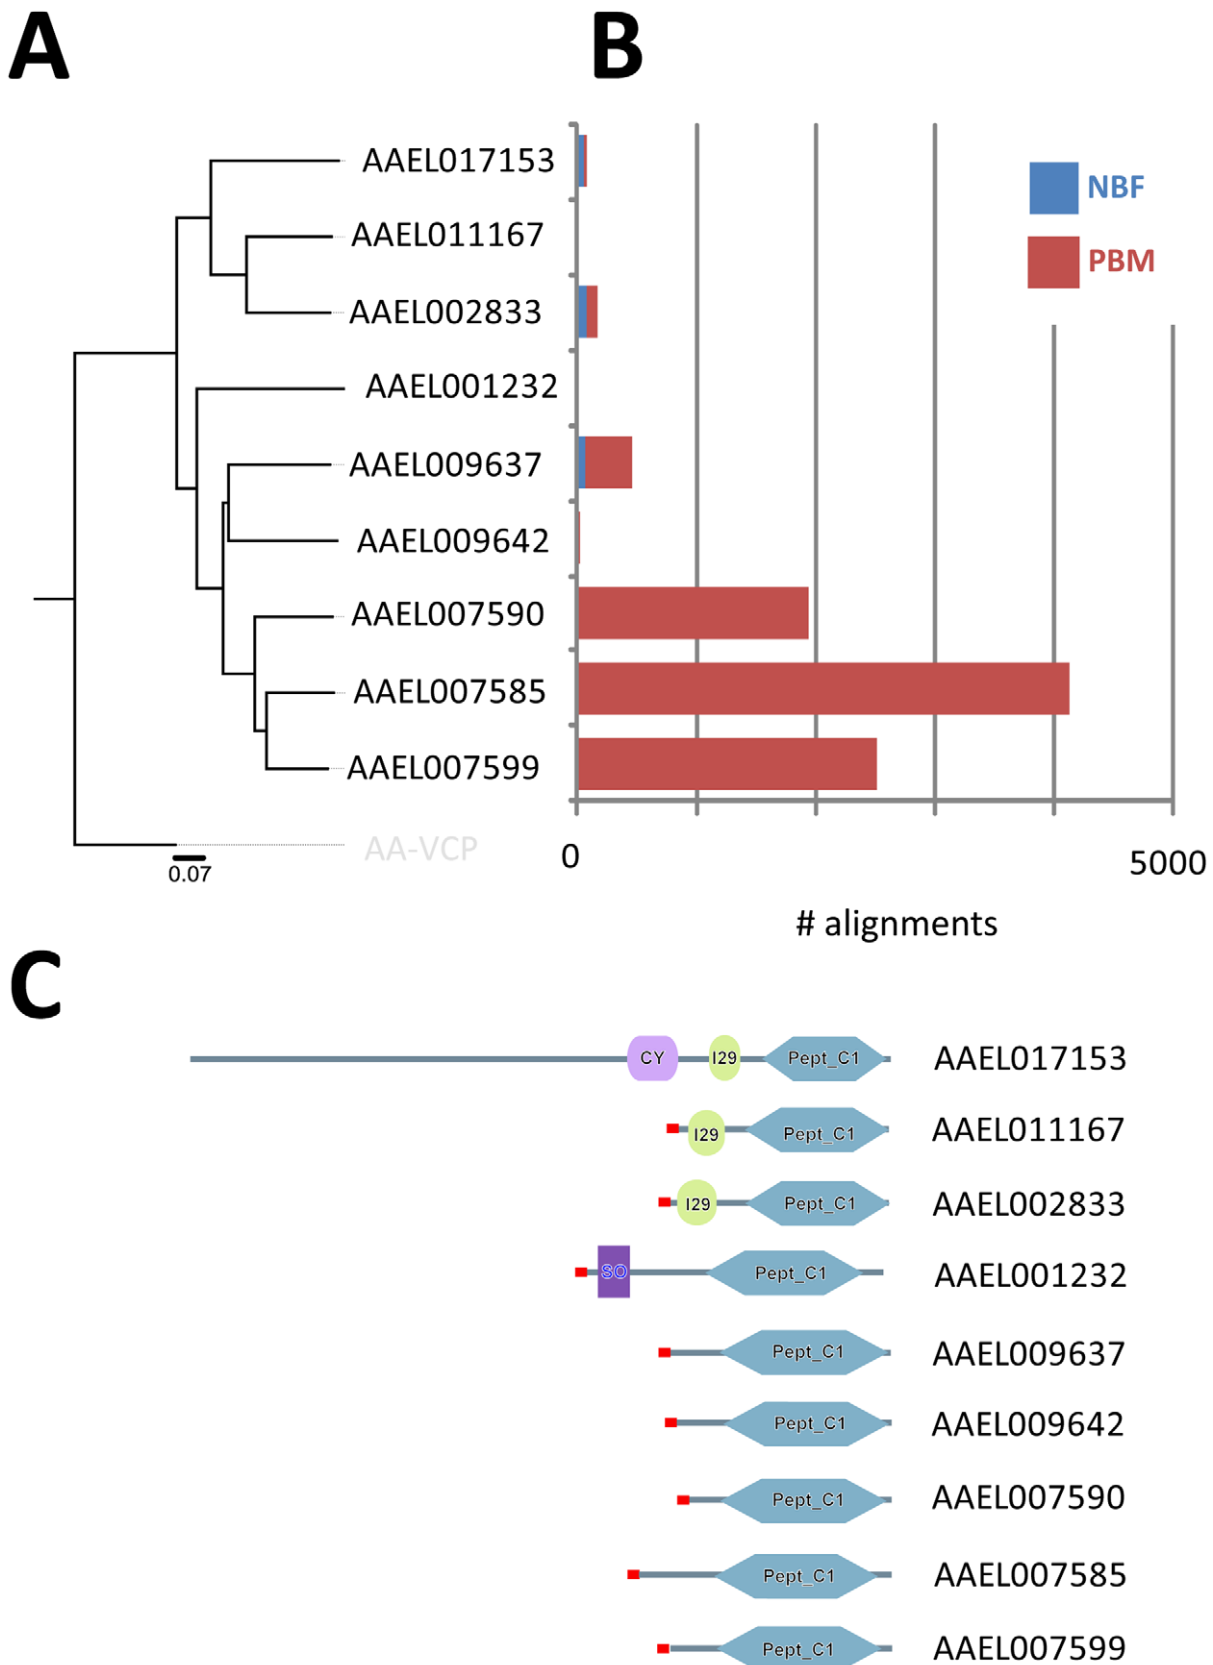 A B
AAEL017153
NBF
AAEL011167
PBM
AAEL002833
AAEL001232
AAEL009637
AAEL009642
AAEL007590
AAEL007585
AAEL007599
AA-VCP
0.07
0 5000
# alignments
C
CY I29 Pept_C1 AAEL017153
I29 Pept_C1 AAEL011167
I29 Pept_C1 AAEL002833
SO Pept_C1 AAEL001232
Pept_C1 AAEL009637
Pept_C1 AAEL009642
Pept_C1 AAEL007590
Pept_C1 AAEL007585
Pept_C1 AAEL007599